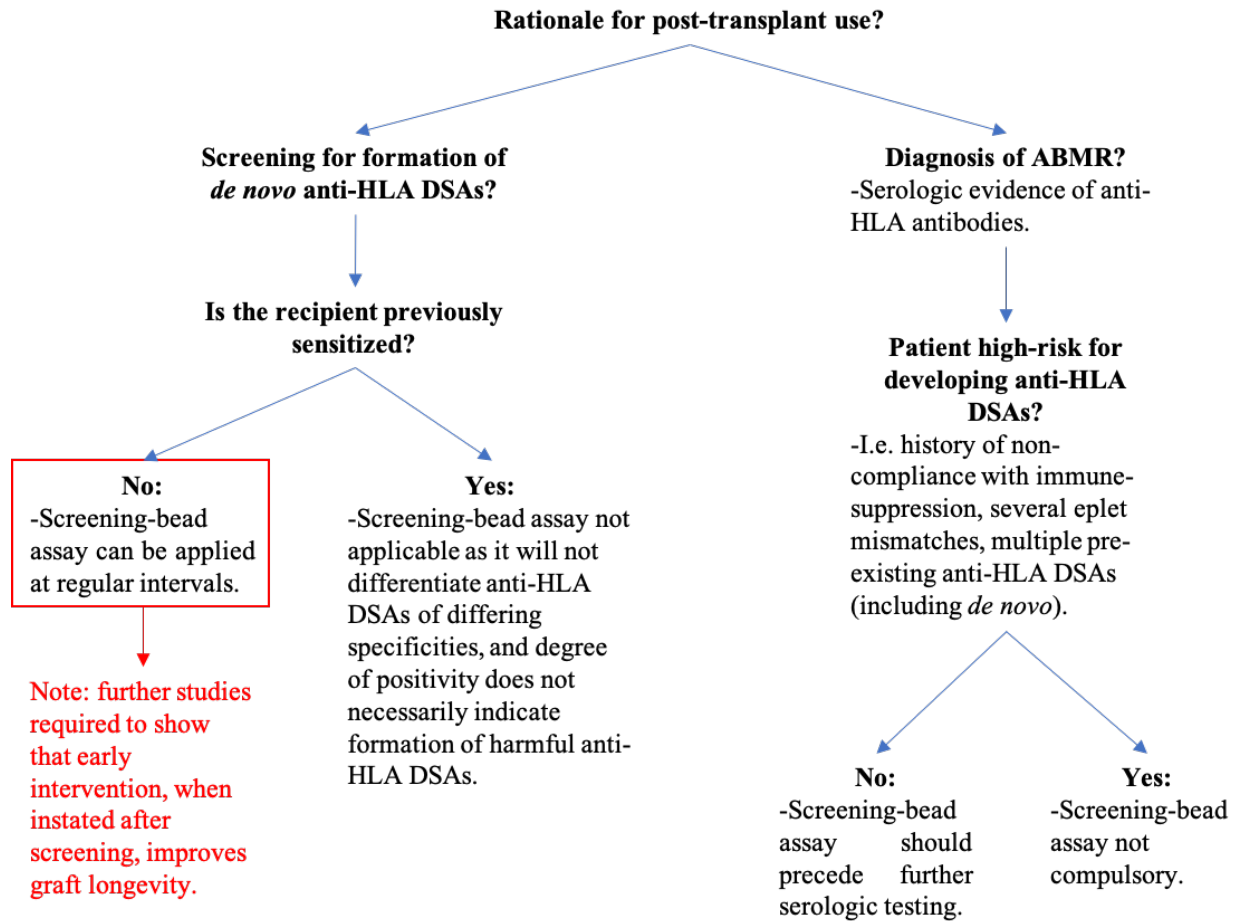 Rationale for post-transplant use?
Screening for formation of
de novo anti-HLA DSAs?
Diagnosis of ABMR?
-Serologic evidence of anti-
HLA antibodies.
Is the recipient previously
sensitized?
Patient high-risk for
developing anti-HLA
DSAs?
-I.e. history of non-
compliance with immune-
suppression, several eplet
mismatches, multiple pre-
existing anti-HLA DSAs
(including de novo).
No:
-Screening-bead
assay can be applied
at regular intervals.
Note: further studies
required to show
that early
intervention, when
instated after
screening, improves
graft longevity.
Yes:
-Screening-bead assay not
applicable as it will not
differentiate anti-HLA
DSAs of differing
specificities, and degree
of positivity does not
necessarily indicate
formation of harmful anti-
HLA DSAs.
No:
-Screening-bead
assay should
precede further
serologic testing.
Yes:
-Screening-bead
assay not
compulsory.